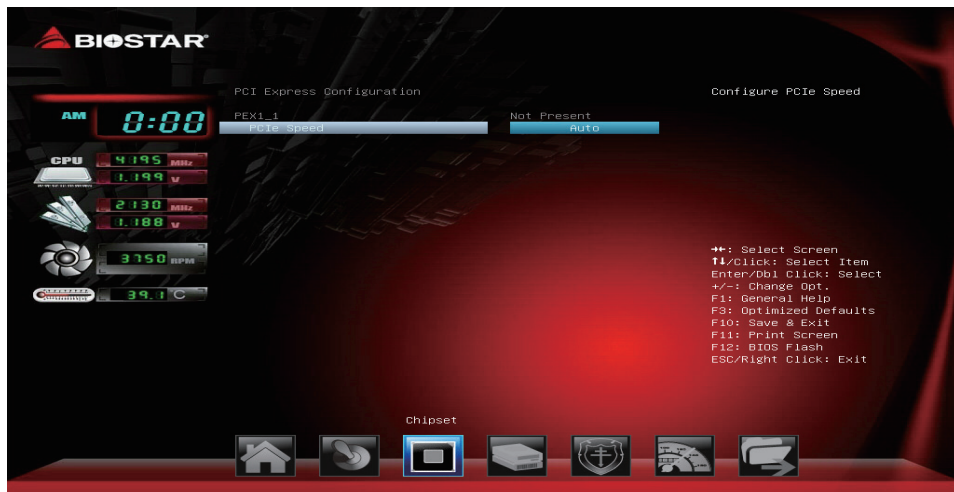 BIOSTAR
PCI Express Configuration
Configure PCIe Speed
AM 0:00
PEX1_1 Not Present
PCIe Speed Auto
CPU 4195 MHz
1.199 V
2130 MHz
1.188 V
3750 RPM
39.1 °C
→←: Select Screen
↑↓/Click: Select Item
Enter/Dbl Click: Select
+/-: Change Opt.
F1: General Help
F3: Optimized Defaults
F10: Save & Exit
F11: Print Screen
F12: BIOS Flash
ESC/Right Click: Exit
Chipset